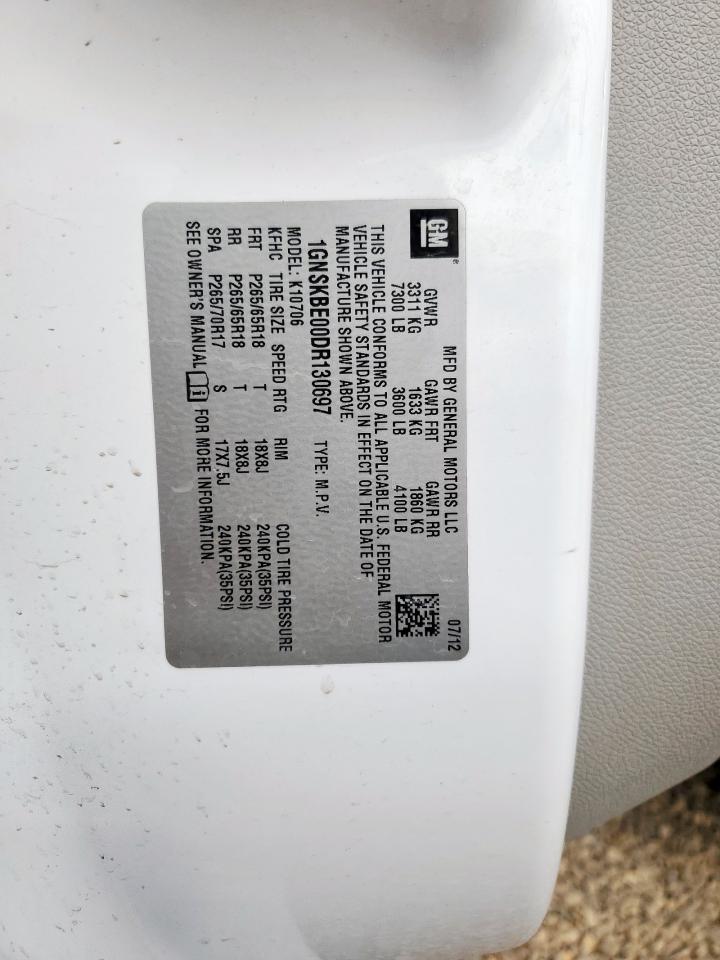 GM®
MFD BY GENERAL MOTORS LLC 07/12
GVWR GAWR FRT GAWR RR
3311 KG 1633 KG 1860 KG
7300 LB 3600 LB 4100 LB
THIS VEHICLE CONFORMS TO ALL APPLICABLE U.S. FEDERAL MOTOR
VEHICLE SAFETY STANDARDS IN EFFECT ON THE DATE OF
MANUFACTURE SHOWN ABOVE.
1GNSKBE00DR130697 TYPE: M.P.V.
MODEL: K10706
KFHC TIRE SIZE SPEED RTG RIM COLD TIRE PRESSURE
FRT P265/65R18 T 18X8J 240KPA(35PSI)
RR P265/65R18 T 18X8J 240KPA(35PSI)
SPA P265/70R17 S 17X7.5J 240KPA(35PSI)
SEE OWNER'S MANUAL i FOR MORE INFORMATION.